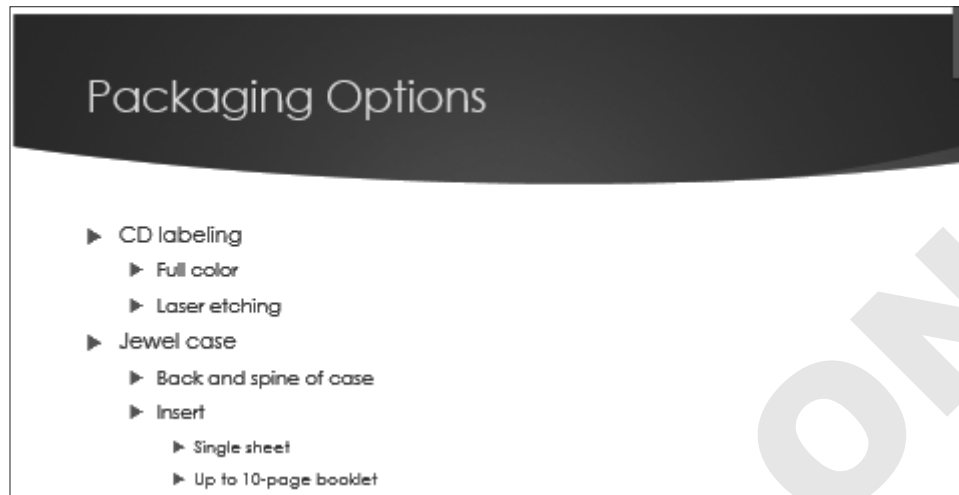 Packaging Options
CD labeling
Full color
Laser etching
Jewel case
Back and spine of case
Insert
Single sheet
Up to 10-page booklet
ON